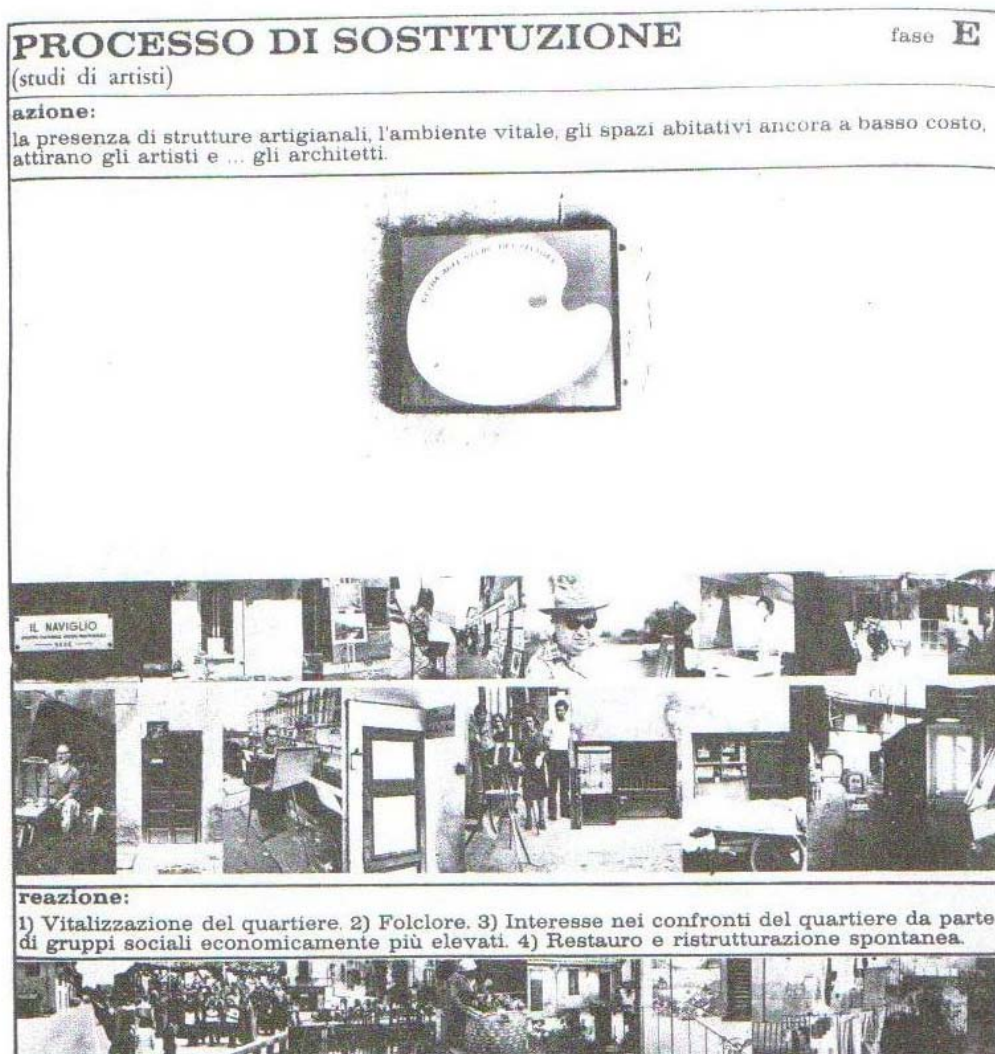 PROCESSO DI SOSTITUZIONE
fase E
(studi di artisti)
azione:
la presenza di strutture artigianali, l'ambiente vitale, gli spazi abitativi ancora a basso costo,
attirano gli artisti e ... gli architetti.
IL NAVIGLIO
reazione:
1) Vitalizzazione del quartiere. 2) Folclore. 3) Interesse nei confronti del quartiere da parte
di gruppi sociali economicamente più elevati. 4) Restauro e ristrutturazione spontanea.